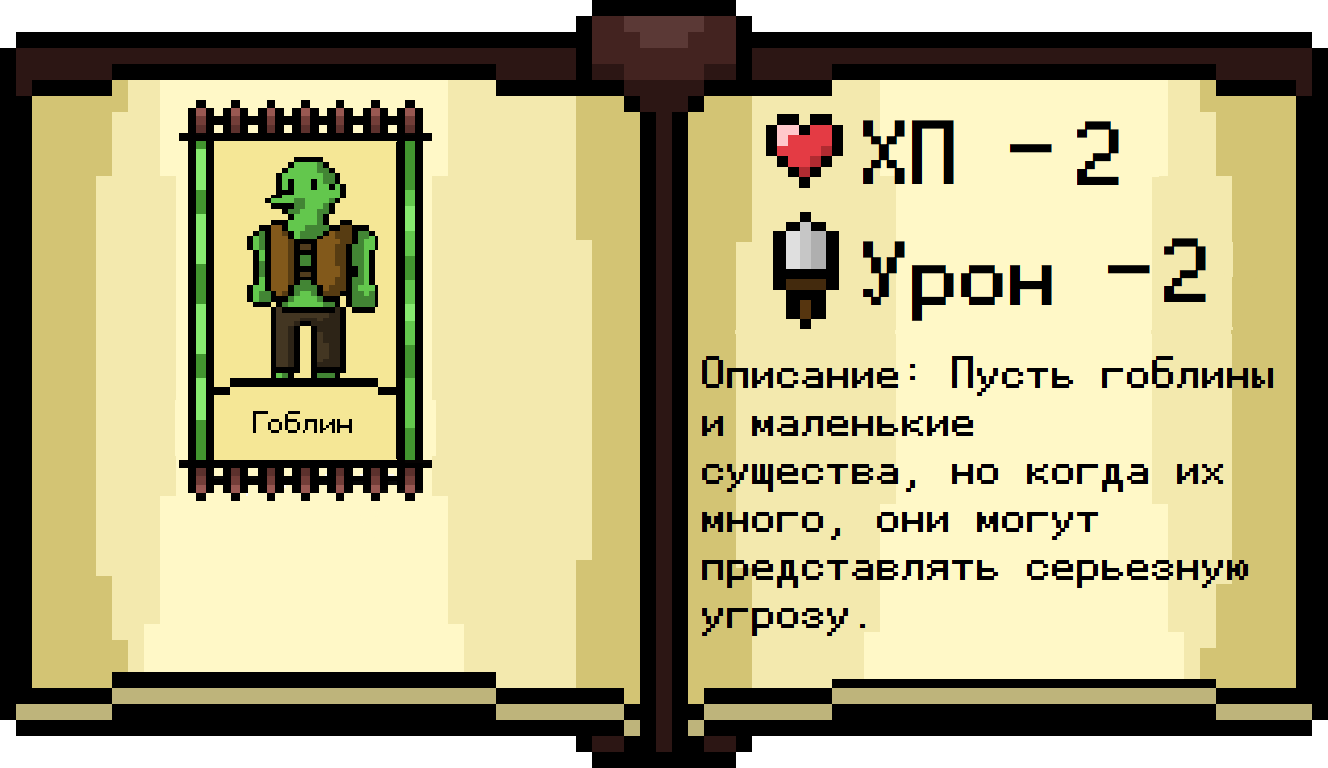 Гоблин
ХП -2
Урон -2
Описание: Пусть гоблины
и маленькие
существа, но когда их
много, они могут
представлять серьезную
угрозу.